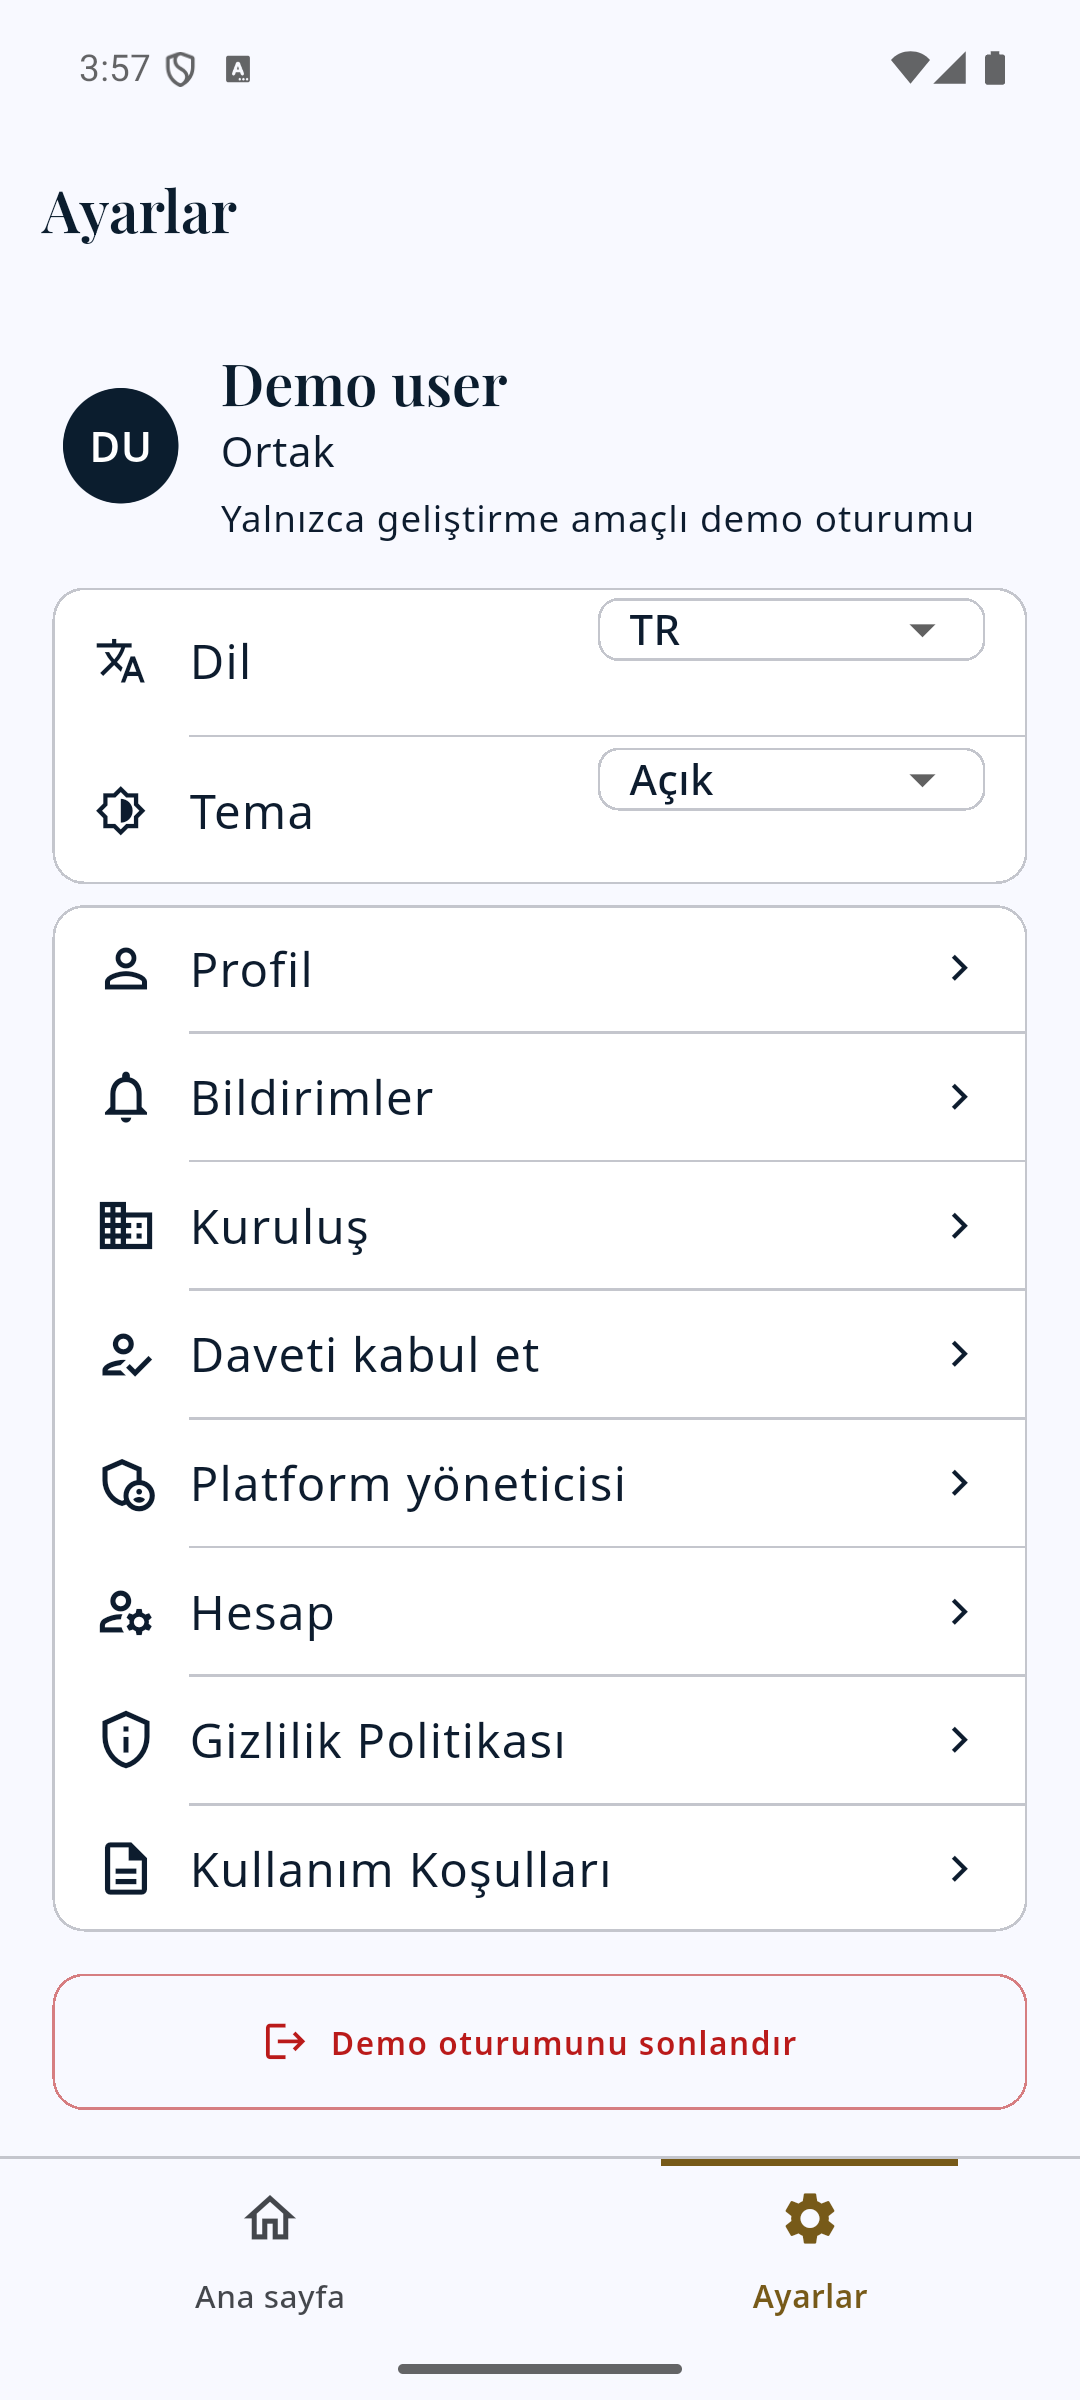 3:57
Ayarlar
DU
Demo user
Ortak
Yalnızca geliştirme amaçlı demo oturumu
Dil
TR
Tema
Açık
Profil
Bildirimler
Kuruluş
Daveti kabul et
Platform yöneticisi
Hesap
Gizlilik Politikası
Kullanım Koşulları
Demo oturumunu sonlandır
Ana sayfa
Ayarlar